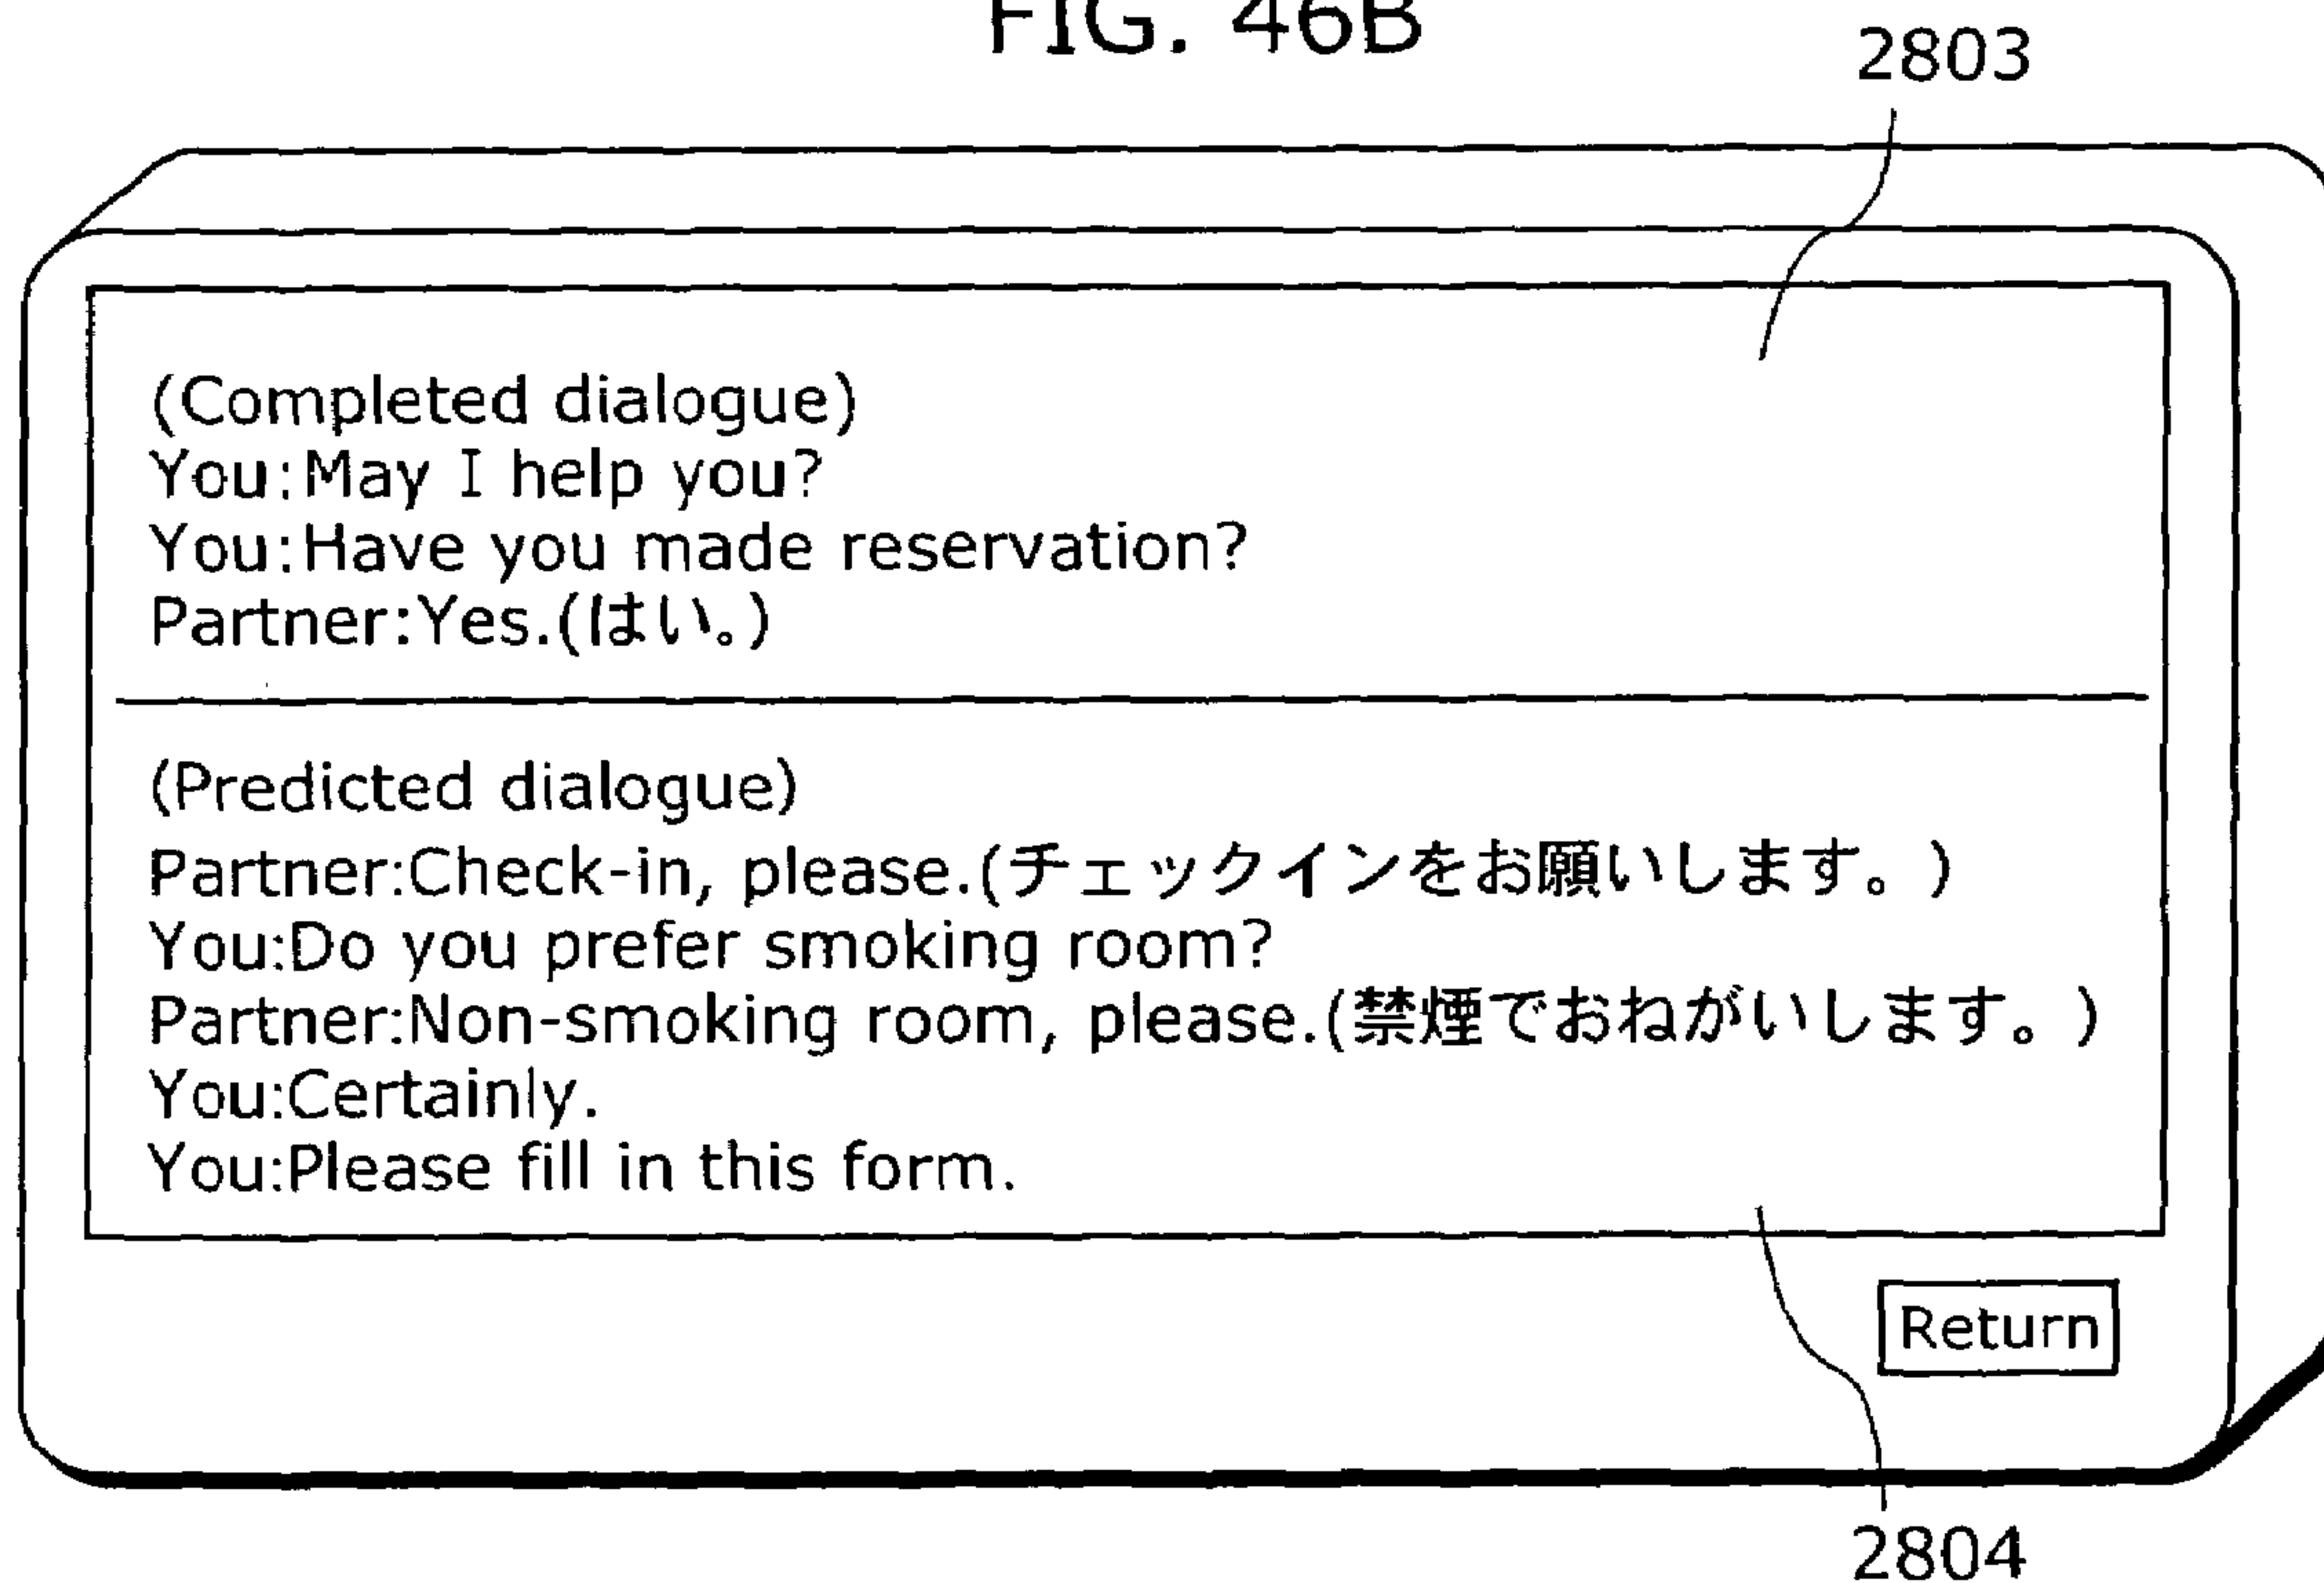 FIG. 46B
2803
(Completed dialogue)
You:May I help you?
You:Have you made reservation?
Partner:Yes.(はい。)
(Predicted dialogue)
Partner:Check-in, please.(チェックインをお願いします。)
You:Do you prefer smoking room?
Partner:Non-smoking room, please.(禁煙でおねがいします。)
You:Certainly.
You:Please fill in this form.
Return
2804